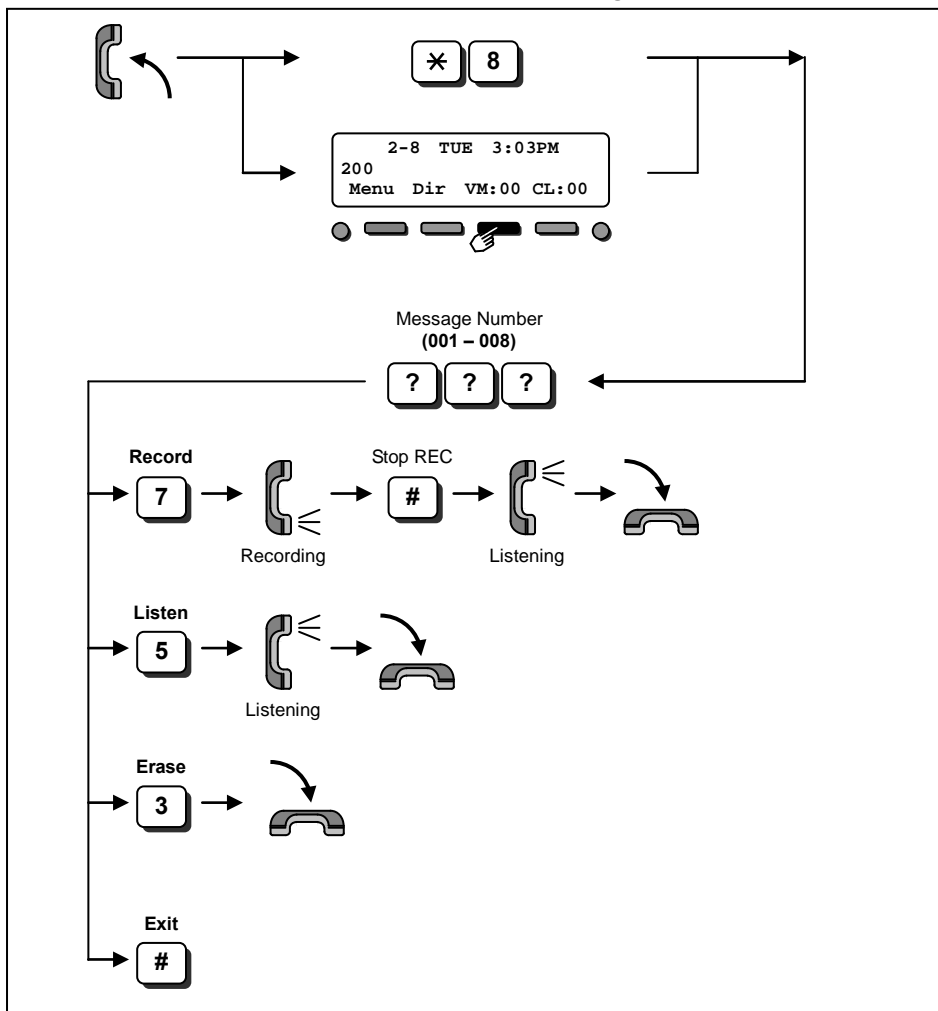 * 8
2-8 TUE 3:03PM
200
Menu Dir VM:00 CL:00
Message Number
(001 – 008)
? ? ?
Record
7
Recording
Stop REC
#
Listening
Listen
5
Listening
Erase
3
Exit
#